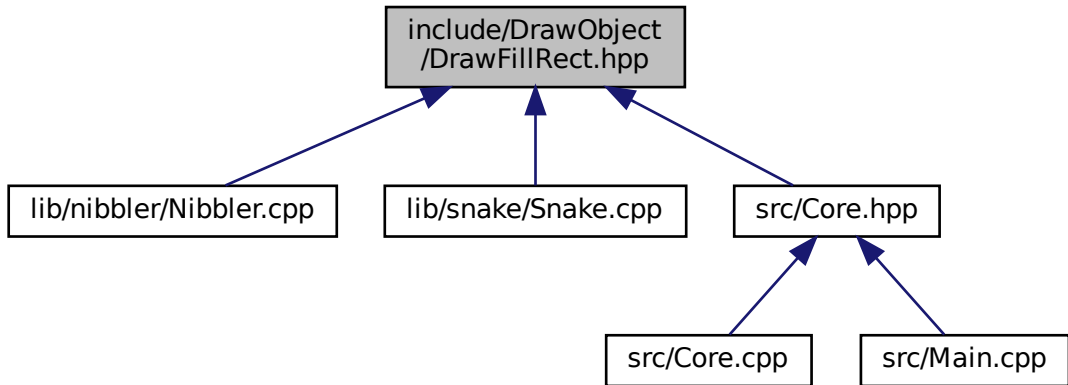 include/DrawObject
/DrawFillRect.hpp
lib/nibbler/Nibbler.cpp
lib/snake/Snake.cpp
src/Core.hpp
src/Core.cpp
src/Main.cpp